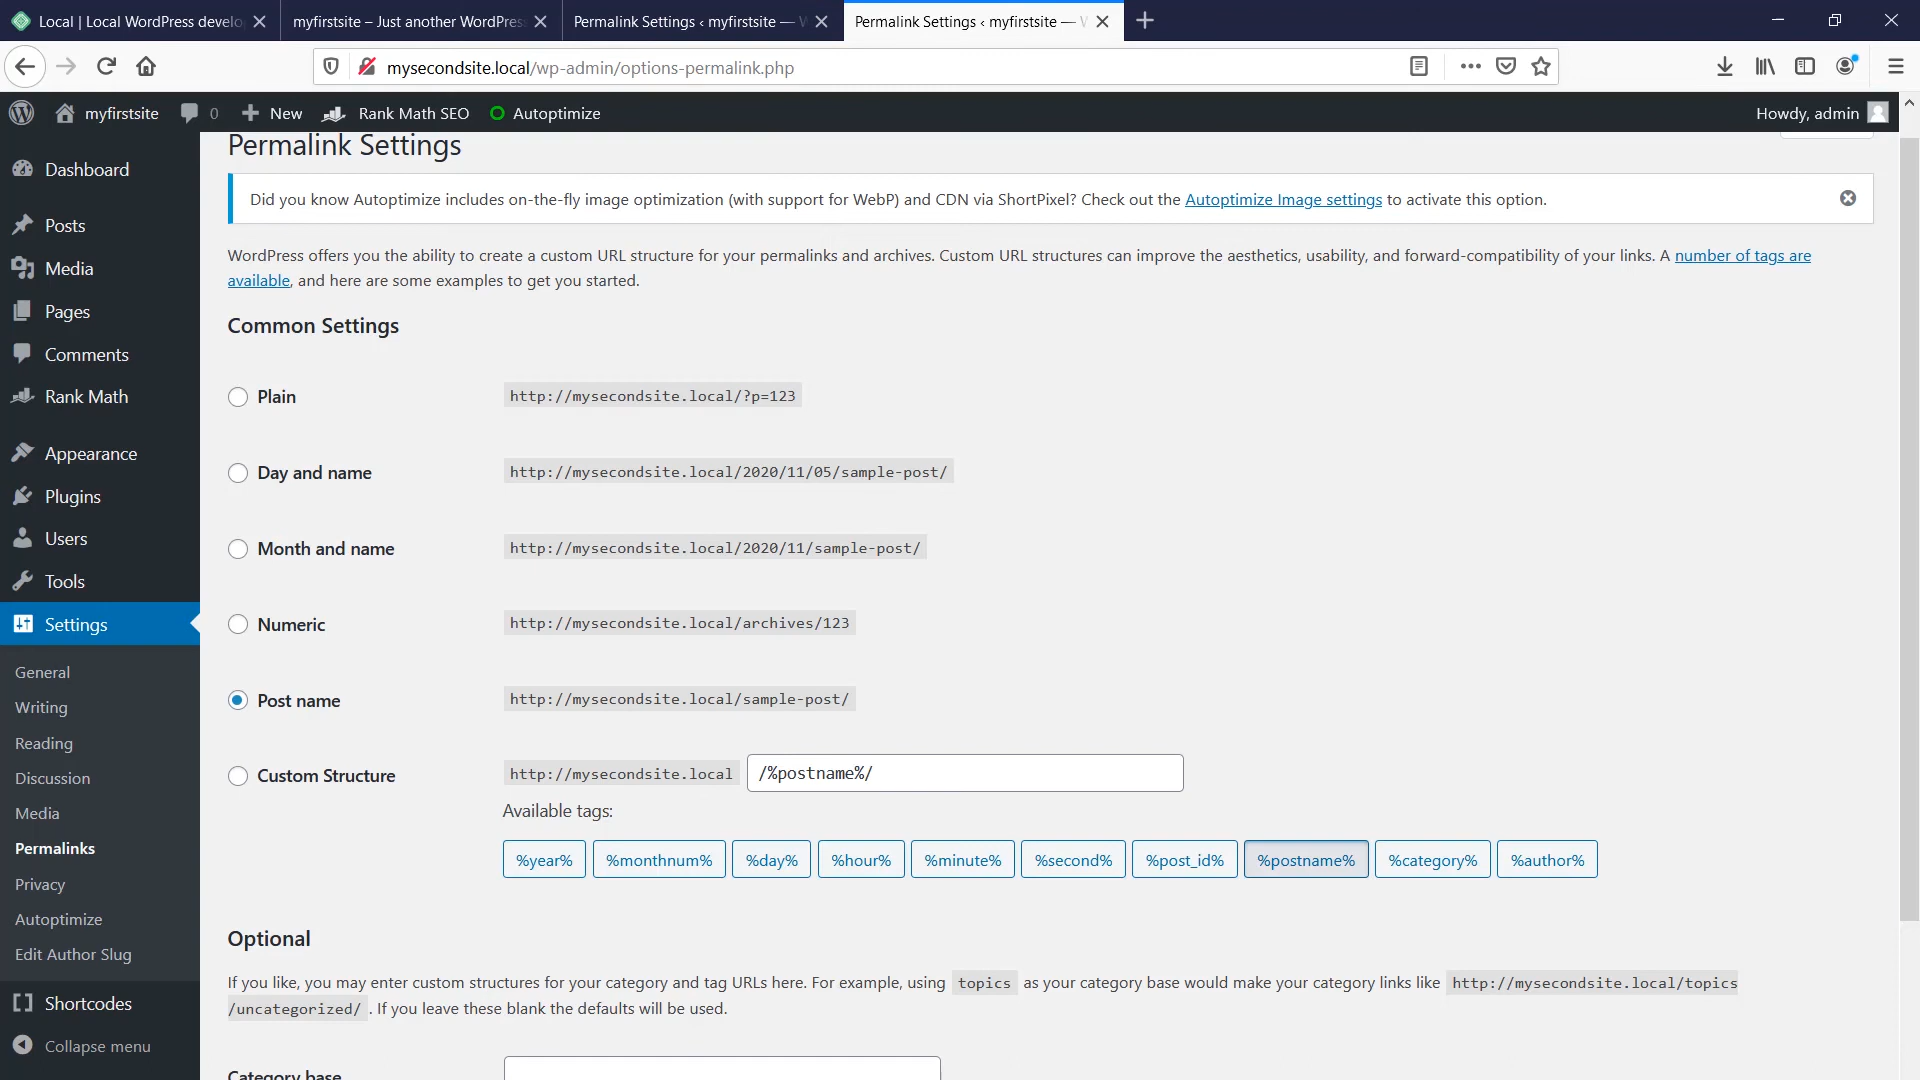 Local | Local WordPress develo
myfirstsite – Just another WordPres
Permalink Settings ‹ myfirstsite — W
Permalink Settings ‹ myfirstsite — W
mysecondsite.local/wp-admin/options-permalink.php
myfirstsite
0
New
Rank Math SEO
Autoptimize
Howdy, admin
Dashboard
Posts
Media
Pages
Comments
Rank Math
Appearance
Plugins
Users
Tools
Settings
General
Writing
Reading
Discussion
Media
Permalinks
Privacy
Autoptimize
Edit Author Slug
Shortcodes
Collapse menu
Permalink Settings
Did you know Autoptimize includes on-the-fly image optimization (with support for WebP) and CDN via ShortPixel? Check out the Autoptimize Image settings to activate this option.
WordPress offers you the ability to create a custom URL structure for your permalinks and archives. Custom URL structures can improve the aesthetics, usability, and forward-compatibility of your links. A number of tags are
available, and here are some examples to get you started.
Common Settings
Plain http://mysecondsite.local/?p=123
Day and name http://mysecondsite.local/2020/11/05/sample-post/
Month and name http://mysecondsite.local/2020/11/sample-post/
Numeric http://mysecondsite.local/archives/123
Post name http://mysecondsite.local/sample-post/
Custom Structure http://mysecondsite.local /%postname%/
Available tags:
%year% %monthnum% %day% %hour% %minute% %second% %post_id% %postname% %category% %author%
Optional
If you like, you may enter custom structures for your category and tag URLs here. For example, using topics as your category base would make your category links like http://mysecondsite.local/topics
/uncategorized/ . If you leave these blank the defaults will be used.
Category base